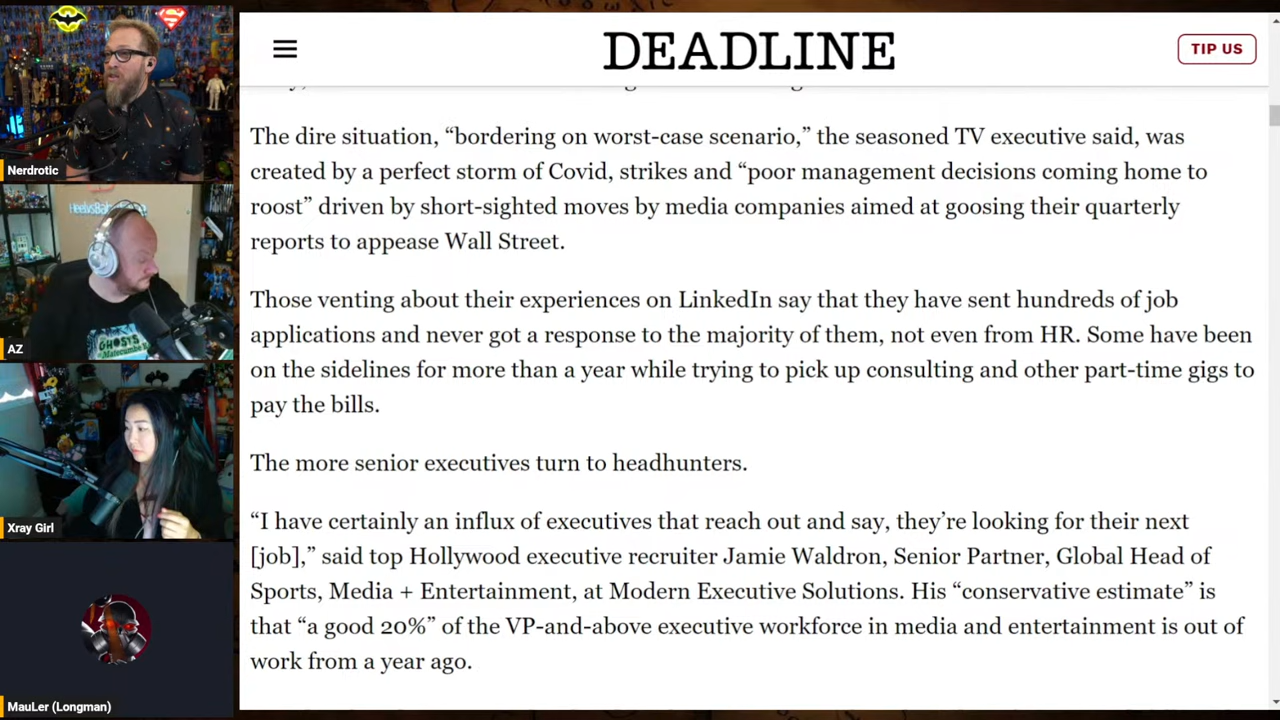 DEADLINE
TIP US
The dire situation, “bordering on worst-case scenario,” the seasoned TV executive said, was
created by a perfect storm of Covid, strikes and “poor management decisions coming home to
roost” driven by short-sighted moves by media companies aimed at goosing their quarterly
reports to appease Wall Street.
Those venting about their experiences on LinkedIn say that they have sent hundreds of job
applications and never got a response to the majority of them, not even from HR. Some have been
on the sidelines for more than a year while trying to pick up consulting and other part-time gigs to
pay the bills.
The more senior executives turn to headhunters.
“I have certainly an influx of executives that reach out and say, they’re looking for their next
[job],” said top Hollywood executive recruiter Jamie Waldron, Senior Partner, Global Head of
Sports, Media + Entertainment, at Modern Executive Solutions. His “conservative estimate” is
that “a good 20%” of the VP-and-above executive workforce in media and entertainment is out of
work from a year ago.
Nerdrotic
GHOSTS
AZ
Xray Girl
MauLer (Longman)